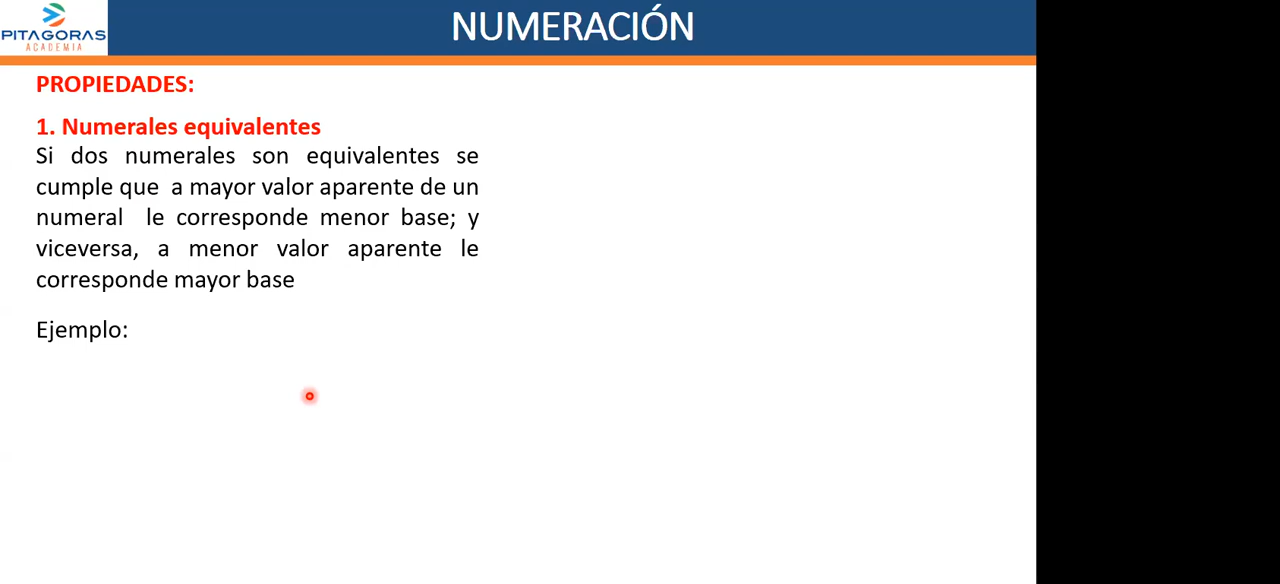 PITAGORAS
ACADEMIA
NUMERACIÓN
PROPIEDADES:
1. Numerales equivalentes
Si dos numerales son equivalentes se
cumple que a mayor valor aparente de un
numeral le corresponde menor base; y
viceversa, a menor valor aparente le
corresponde mayor base
Ejemplo: